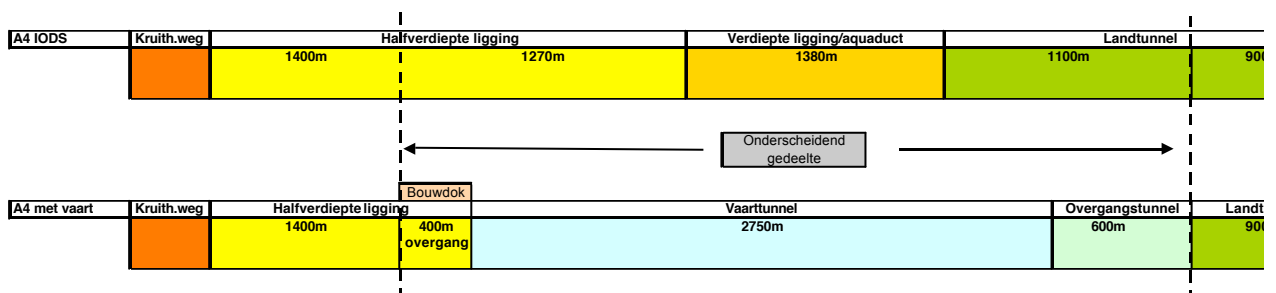 A4 IODS Kruith.weg Halfverdiepte ligging Verdiepte ligging/aquaduct Landtunnel
1400m 1270m 1380m 1100m 900
Onderscheidend
gedeelte
Bouwdok
A4 met vaart Kruith.weg Halfverdiepte ligging Vaarttunnel Overgangstunnel Landt
1400m 400m 2750m 600m 900
overgang